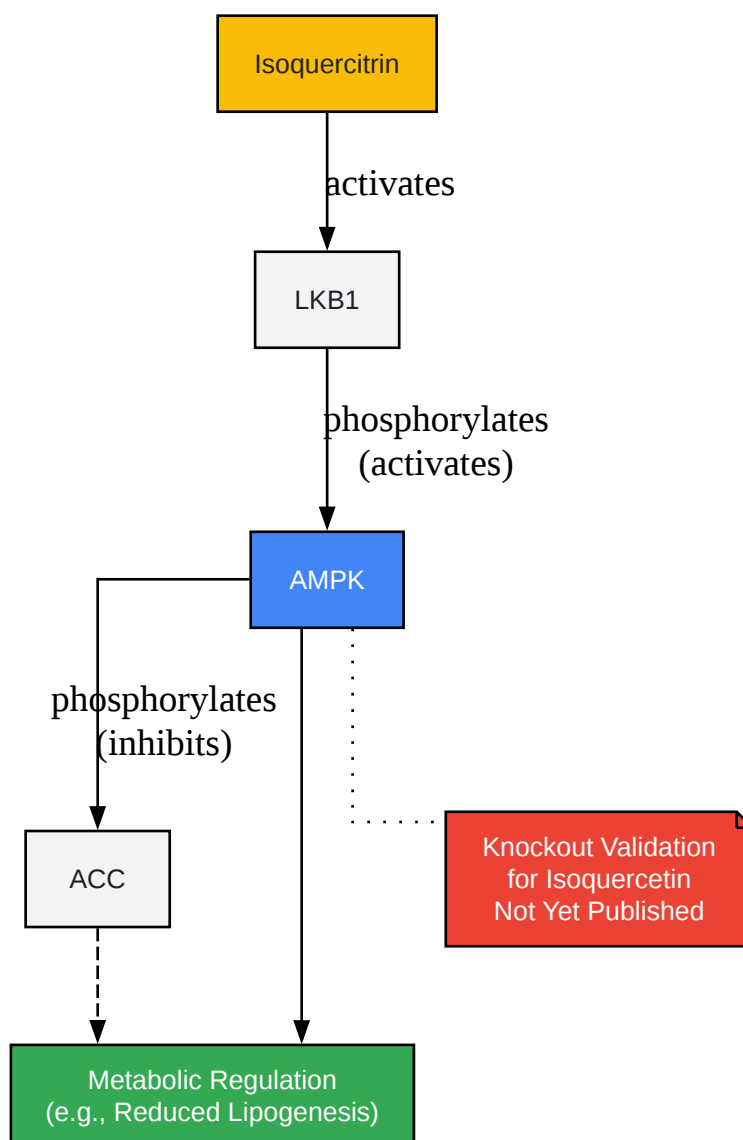 Isoquercitrin
activates
LKB1
phosphorylates
(activates)
AMPK
phosphorylates
(inhibits)
Knockout Validation
for Isoquercetin
Not Yet Published
ACC
Metabolic Regulation
(e.g., Reduced Lipogenesis)